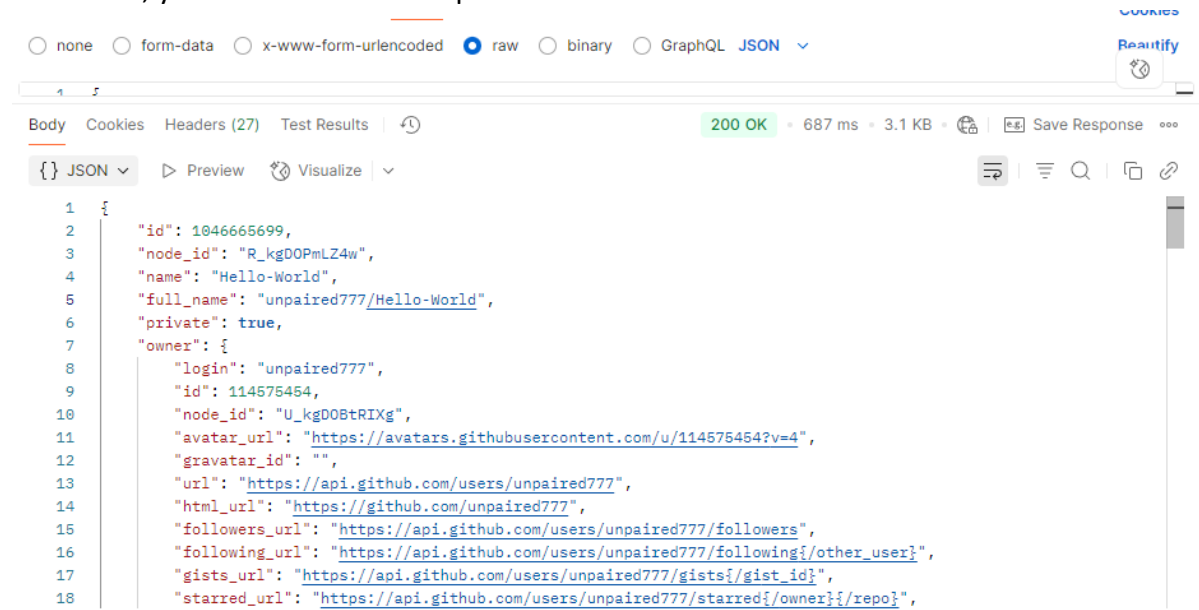 Cookies
none form-data x-www-form-urlencoded raw binary GraphQL JSON Beautify
1 {
Body Cookies Headers (27) Test Results 200 OK 687 ms 3.1 KB e.g. Save Response
{} JSON Preview Visualize
1 {
2 "id": 1046665699,
3 "node_id": "R_kgDOPmLZ4w",
4 "name": "Hello-World",
5 "full_name": "unpaired777/Hello-World",
6 "private": true,
7 "owner": {
8 "login": "unpaired777",
9 "id": 114575454,
10 "node_id": "U_kgDOBtRIXg",
11 "avatar_url": "https://avatars.githubusercontent.com/u/114575454?v=4",
12 "gravatar_id": "",
13 "url": "https://api.github.com/users/unpaired777",
14 "html_url": "https://github.com/unpaired777",
15 "followers_url": "https://api.github.com/users/unpaired777/followers",
16 "following_url": "https://api.github.com/users/unpaired777/following{/other_user}",
17 "gists_url": "https://api.github.com/users/unpaired777/gists{/gist_id}",
18 "starred_url": "https://api.github.com/users/unpaired777/starred{/owner}{/repo}",